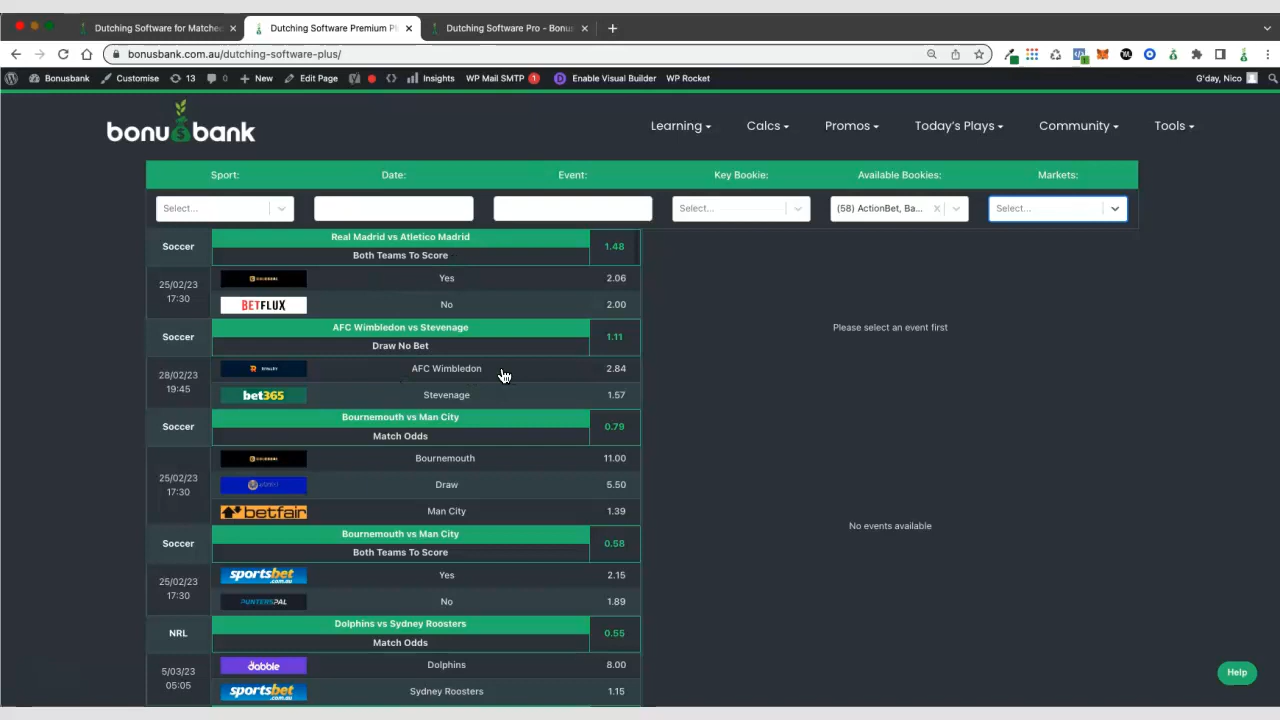 Dutching Software for Matche
Dutching Software Premium Pl
Dutching Software Pro - Bonus
bonusbank.com.au/dutching-software-plus/
Bonusbank Customise 13 0 New Edit Page Insights WP Mail SMTP 1 Enable Visual Builder WP Rocket G'day, Nico
bonusbank
Learning Calcs Promos Today's Plays Community Tools
Sport: Date: Event: Key Bookie: Available Bookies: Markets:
Select... Select... (58) ActionBet, Ba... Select...
Soccer Real Madrid vs Atletico Madrid 1.48
Both Teams To Score
25/02/23 17:30
Yes 2.06
BETFLUX No 2.00
Soccer AFC Wimbledon vs Stevenage 1.11
Draw No Bet
28/02/23 19:45
AFC Wimbledon 2.84
bet365 Stevenage 1.57
Soccer Bournemouth vs Man City 0.79
Match Odds
25/02/23 17:30
Bournemouth 11.00
Draw 5.50
betfair Man City 1.39
Soccer Bournemouth vs Man City 0.58
Both Teams To Score
25/02/23 17:30
sportsbet.com.au Yes 2.15
PUNTERSPAL No 1.89
NRL Dolphins vs Sydney Roosters 0.55
Match Odds
5/03/23 05:05
dabble Dolphins 8.00
sportsbet.com.au Sydney Roosters 1.15
Please select an event first
No events available
Help